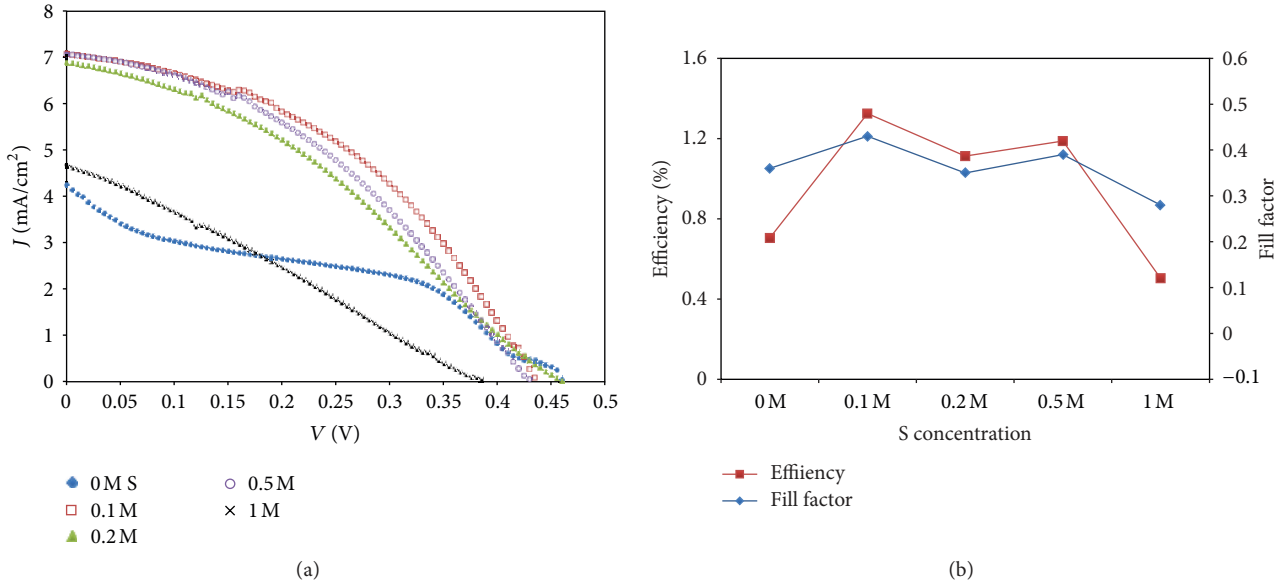 8
7
6
5
4
3
2
1
0
J (mA/cm²)
0 0.05 0.1 0.15 0.2 0.25 0.3 0.35 0.4 0.45 0.5
V (V)
0 M S
0.1 M
0.2 M
0.5 M
1 M
(a)
1.6
1.2
0.8
0.4
0
Efficiency (%)
0.6
0.5
0.4
0.3
0.2
0.1
0
−0.1
Fill factor
0 M 0.1 M 0.2 M 0.5 M 1 M
S concentration
Effiiency
Fill factor
(b)